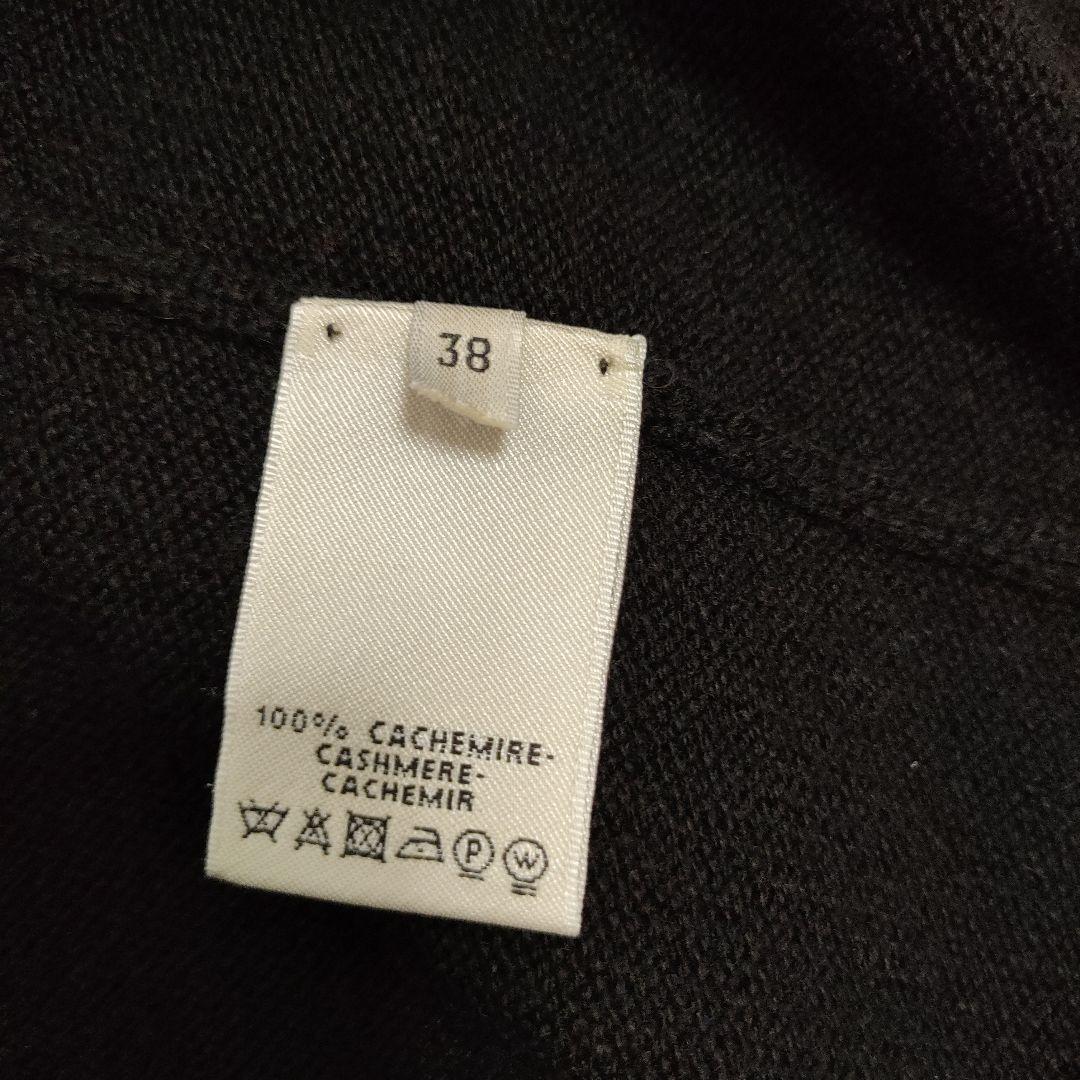 38
100% CACHEMIRE-
CASHMERE-
CACHEMIR
P W